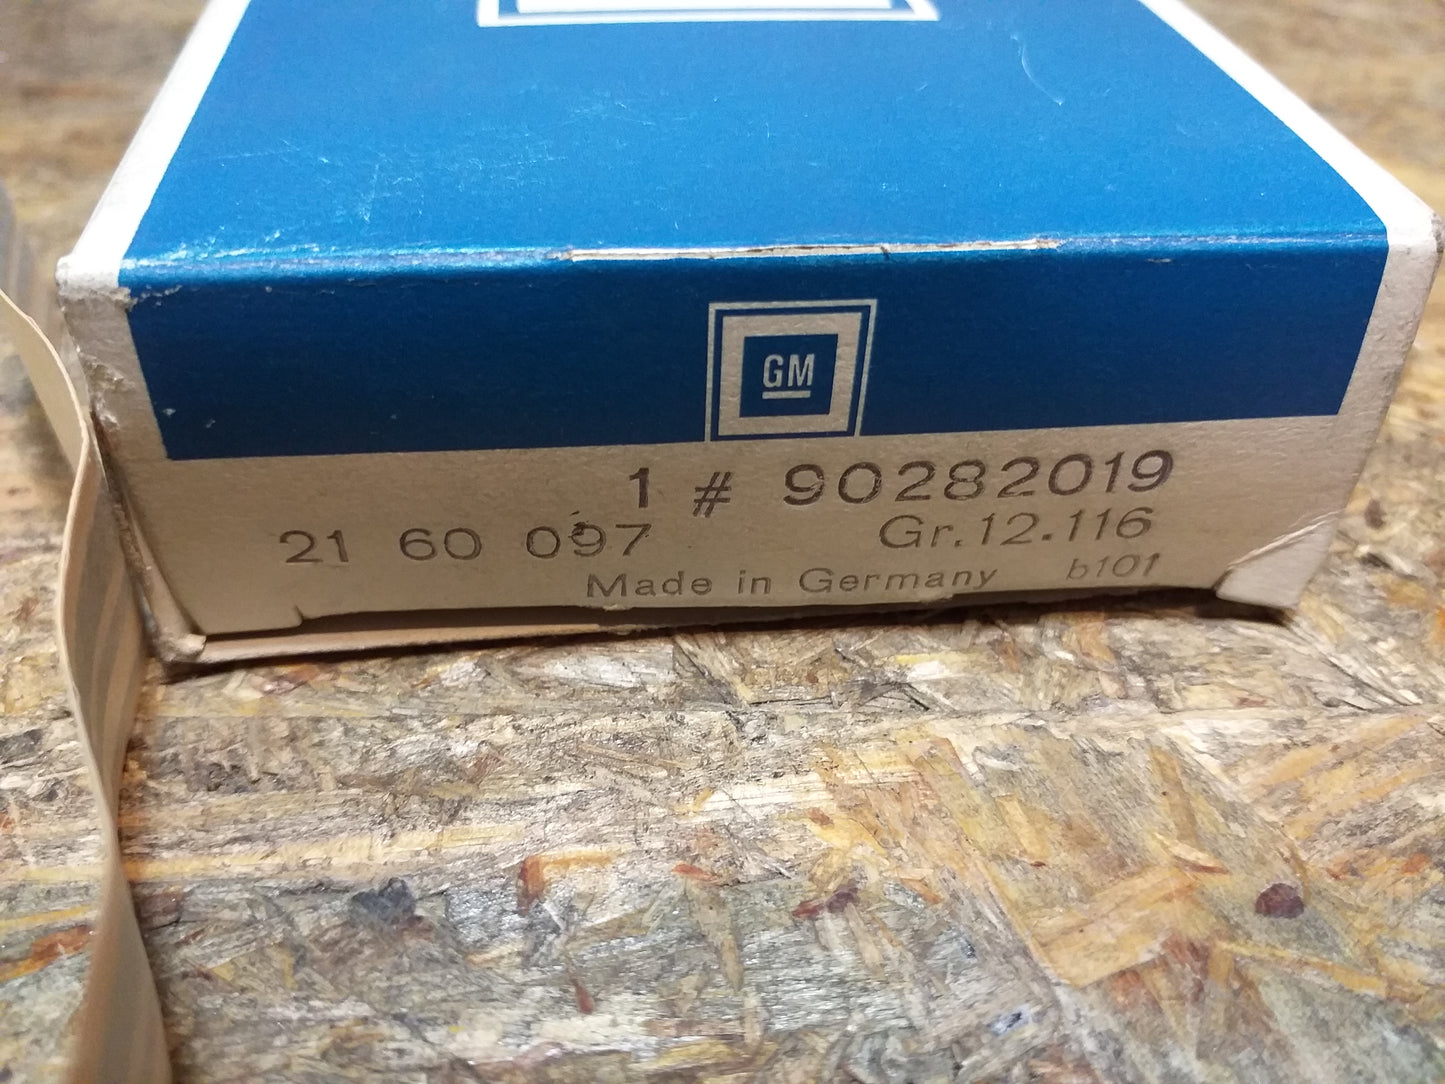 GM
1 # 90282019
21 60 097 Gr.12.116
Made in Germany b101